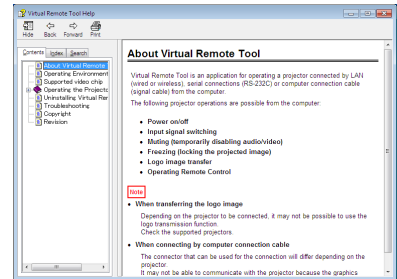 Virtual Remote Tool Help
Hide Back Forward Print
Contents Index Search
About Virtual Remote
Operating Environment
Supported video chip
Operating the Projecto
Uninstalling Virtual Rer
Troubleshooting
Copyright
Revision
About Virtual Remote Tool
Virtual Remote Tool is an application for operating a projector connected by LAN
(wired or wireless), serial connections (RS-232C) or computer connection cable
(signal cable) from the computer.
The following projector operations are possible from the computer.
• Power on/off
• Input signal switching
• Muting (temporarily disabling audio/video)
• Freezing (locking the projected image)
• Logo image transfer
• Operating Remote Control
Note
• When transferring the logo image
Depending on the projector to be connected, it may not be possible to use the
logo transmission function.
Check the supported projectors.
• When connecting by computer connection cable
The connector that can be used for the connection will differ depending on the
projector.
It may not be able to communicate with the projector because the graphics